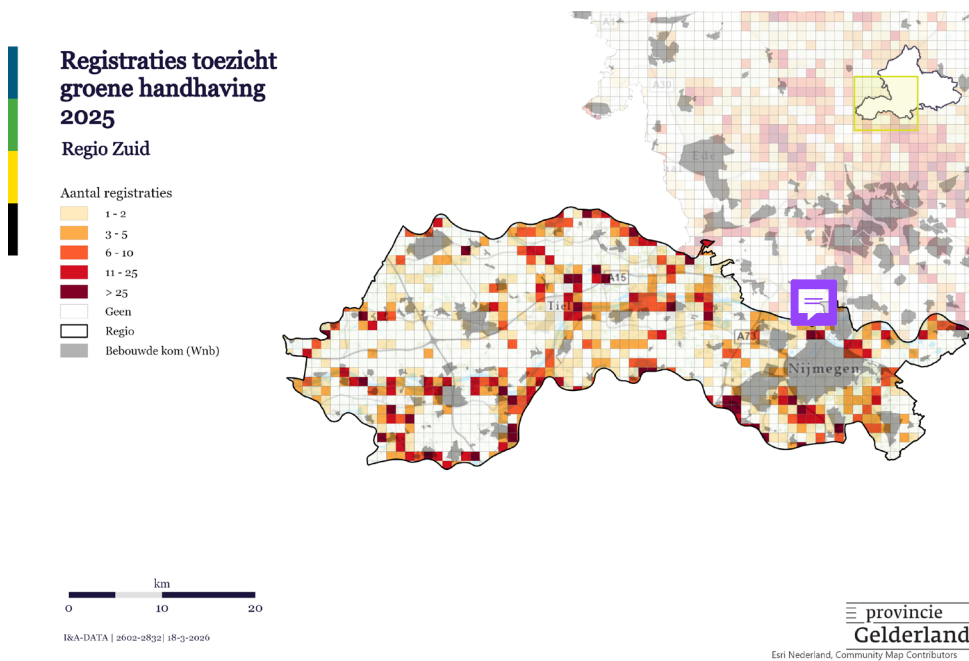 Registraties toezicht
groene handhaving
2025
Regio Zuid
Aantal registraties
1 - 2
3 - 5
6 - 10
11 - 25
> 25
Geen
Regio
Bebouwde kom (Wnb)
A30
Ede
A15
Tiel
A73
Nijmegen
km
0 10 20
I&A-DATA | 2602-2832| 18-3-2026
provincie
Gelderland
Esri Nederland, Community Map Contributors